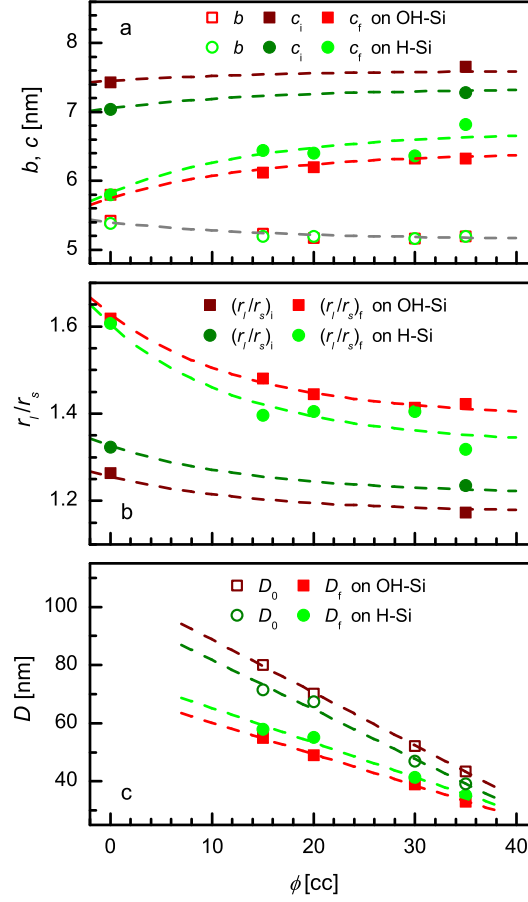 a
b c_i c_f on OH-Si
b c_i c_f on H-Si
8
7
6
5
b, c [nm]
(r_l/r_s)_i (r_l/r_s)_f on OH-Si
(r_l/r_s)_i (r_l/r_s)_f on H-Si
1.6
1.4
1.2
r_l/r_s
b
D_0 D_f on OH-Si
D_0 D_f on H-Si
100
80
60
40
D [nm]
c
0 10 20 30 40
ϕ [cc]